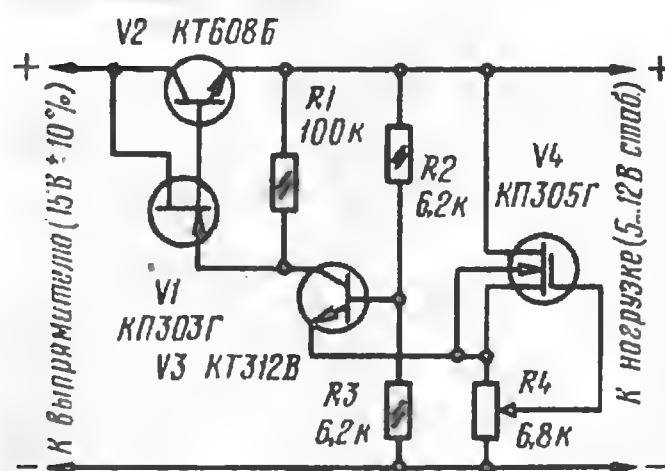 V2 КТ608Б
+
+
R1
100к
R2
6,2к
V4
КП305Г
К выпрямителю (15В ± 10%)
К нагрузке (5...12В стаб.)
V1
КП303Г
V3 КТ312В
R3
6,2к
R4
6,8к
-
-